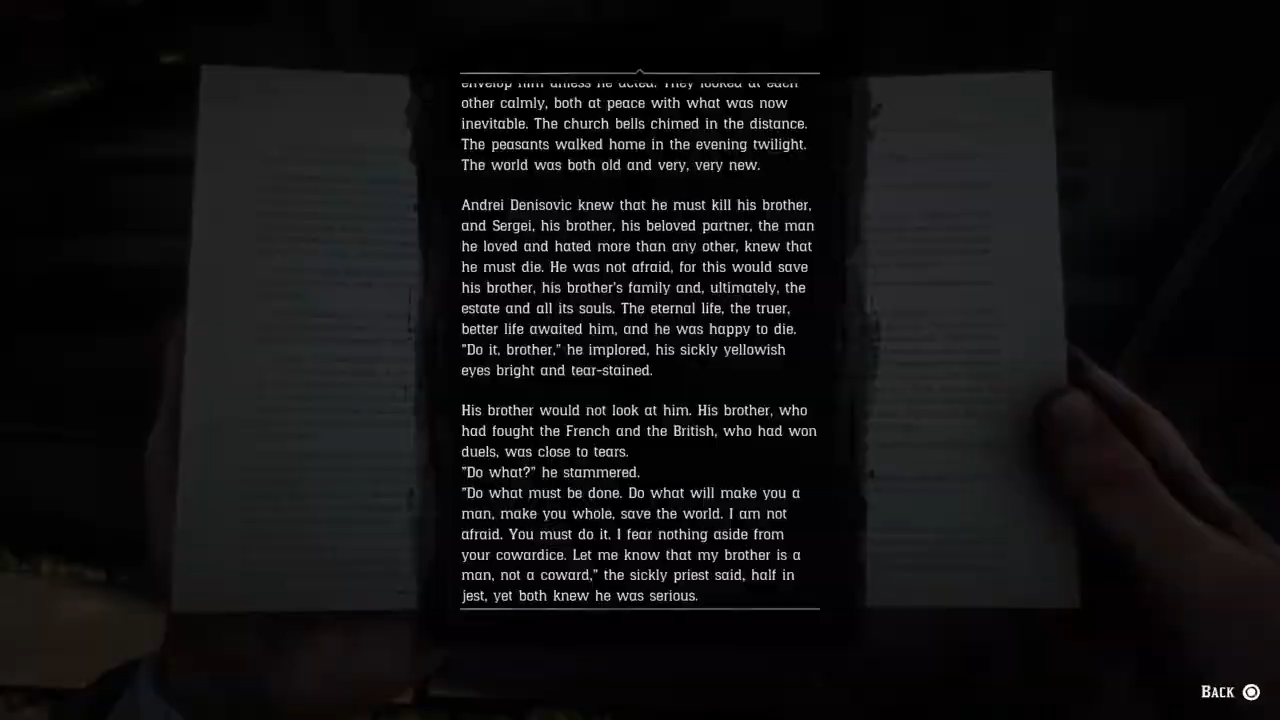 envelop him unless he acted. They looked at each
other calmly, both at peace with what was now
inevitable. The church bells chimed in the distance.
The peasants walked home in the evening twilight.
The world was both old and very, very new.
Andrei Denisovic knew that he must kill his brother,
and Sergei, his brother, his beloved partner, the man
he loved and hated more than any other, knew that
he must die. He was not afraid, for this would save
his brother, his brother's family and, ultimately, the
estate and all its souls. The eternal life, the truer,
better life awaited him, and he was happy to die.
"Do it, brother," he implored, his sickly yellowish
eyes bright and tear-stained.
His brother would not look at him. His brother, who
had fought the French and the British, who had won
duels, was close to tears.
"Do what?" he stammered.
"Do what must be done. Do what will make you a
man, make you whole, save the world. I am not
afraid. You must do it. I fear nothing aside from
your cowardice. Let me know that my brother is a
man, not a coward," the sickly priest said, half in
jest, yet both knew he was serious.
Back